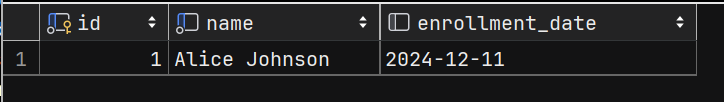 id name enrollment_date
1 1 Alice Johnson 2024-12-11